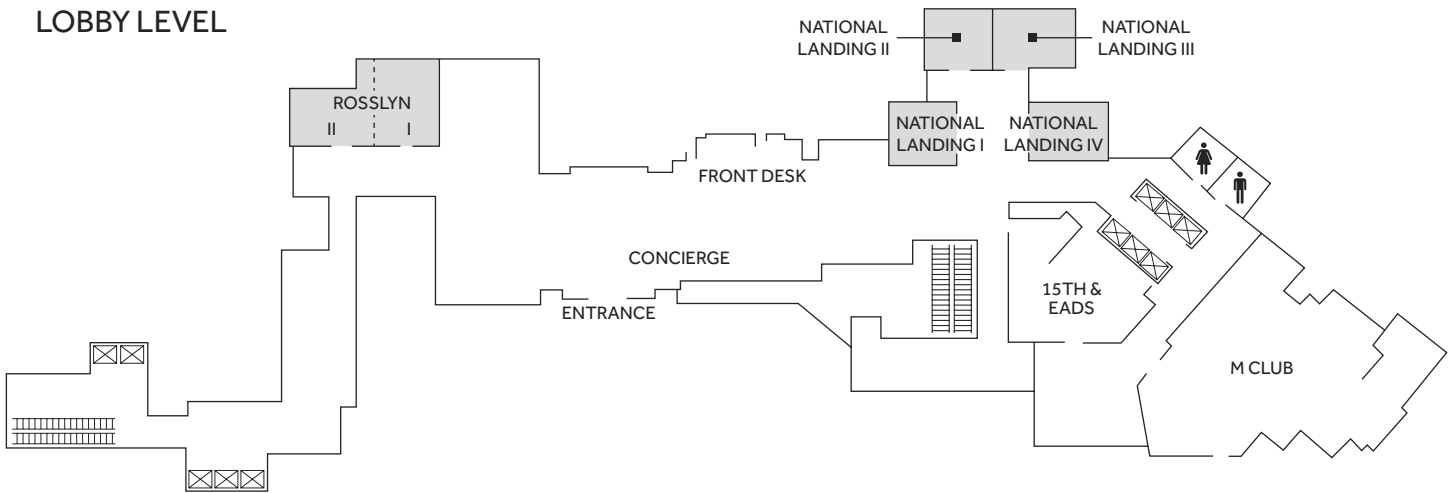 LOBBY LEVEL
NATIONAL
LANDING II
NATIONAL
LANDING III
ROSSLYN
II
I
NATIONAL
LANDING I
NATIONAL
LANDING IV
FRONT DESK
CONCIERGE
ENTRANCE
15TH &
EADS
M CLUB